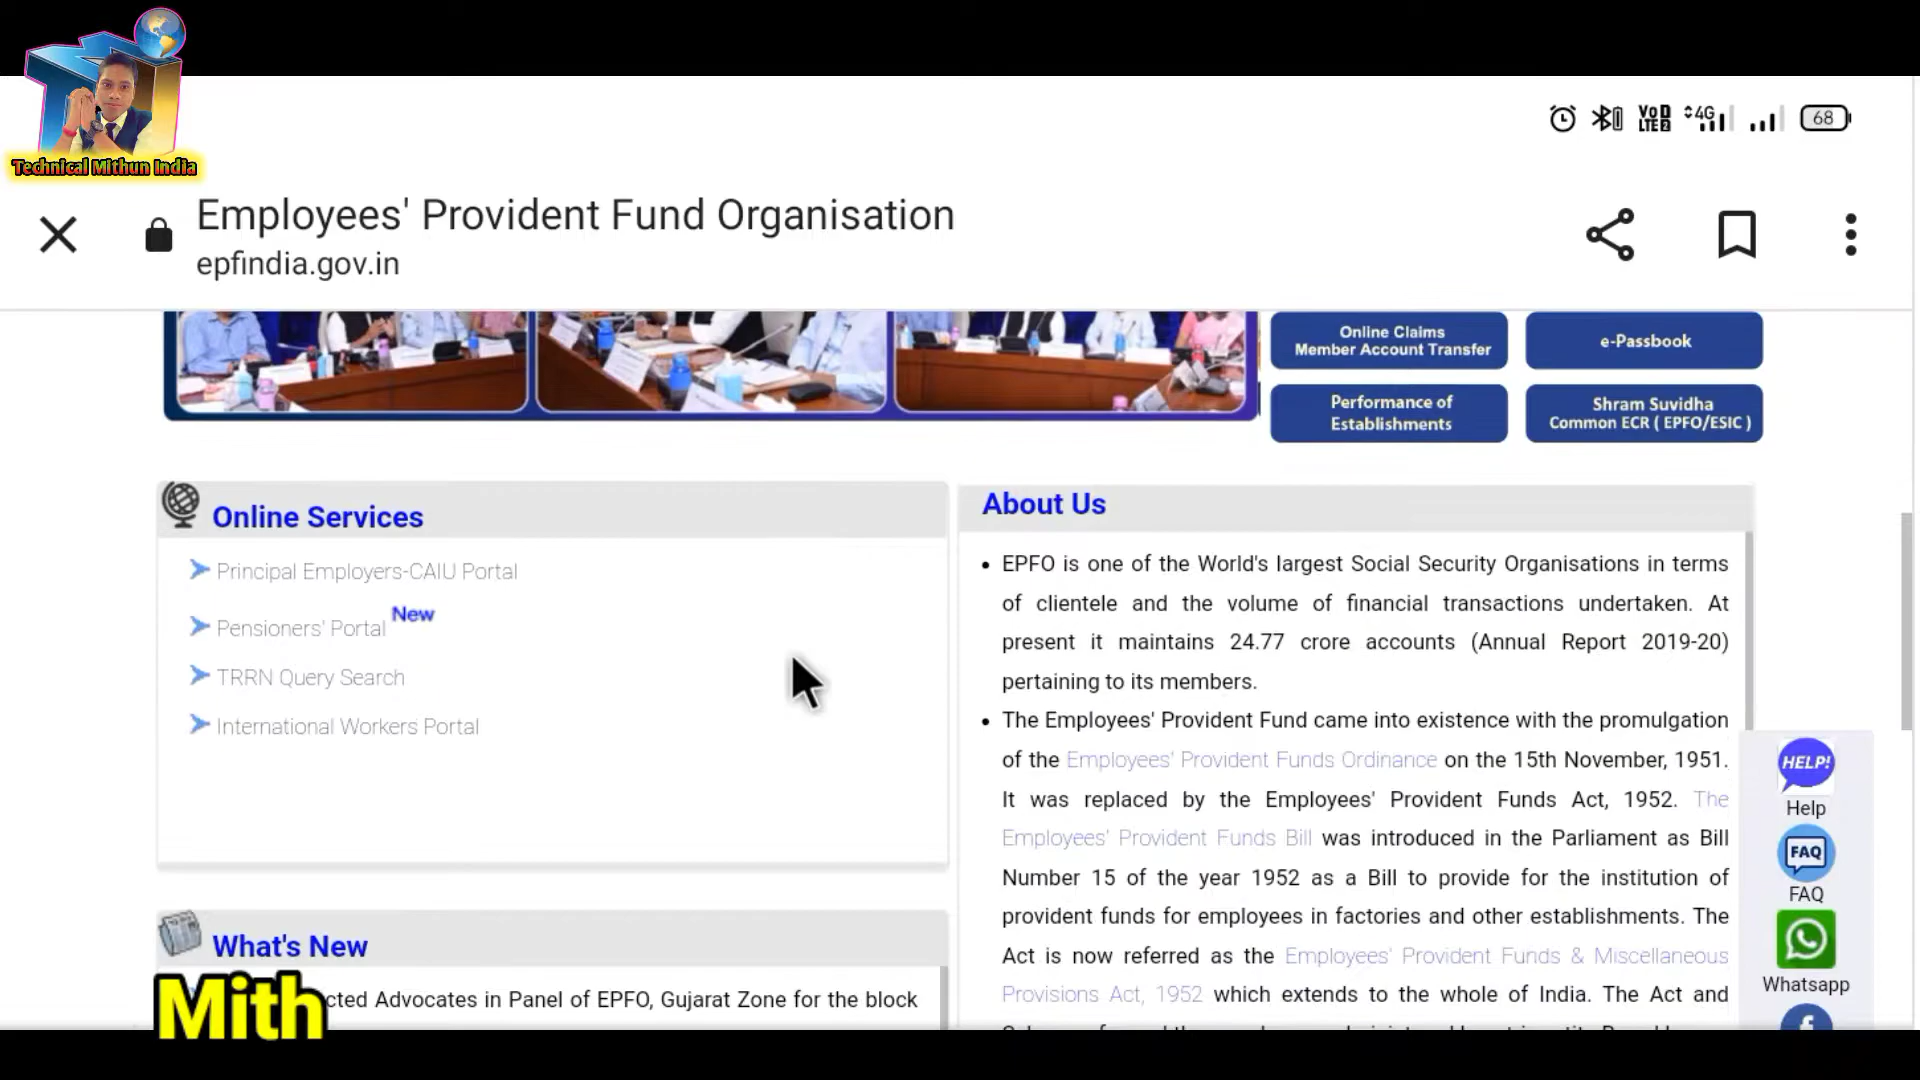 Technical Mithun India
VoD
LTE2
4G
68
Employees' Provident Fund Organisation
epfindia.gov.in
Online Claims
Member Account Transfer
e-Passbook
Performance of
Establishments
Shram Suvidha
Common ECR ( EPFO/ESIC )
Online Services
Principal Employers-CAIU Portal
Pensioners' Portal New
TRRN Query Search
International Workers Portal
What's New
Mith
cted Advocates in Panel of EPFO, Gujarat Zone for the block
About Us
• EPFO is one of the World's largest Social Security Organisations in terms
of clientele and the volume of financial transactions undertaken. At
present it maintains 24.77 crore accounts (Annual Report 2019-20)
pertaining to its members.
• The Employees' Provident Fund came into existence with the promulgation
of the Employees' Provident Funds Ordinance on the 15th November, 1951.
It was replaced by the Employees' Provident Funds Act, 1952. The
Employees' Provident Funds Bill was introduced in the Parliament as Bill
Number 15 of the year 1952 as a Bill to provide for the institution of
provident funds for employees in factories and other establishments. The
Act is now referred as the Employees' Provident Funds & Miscellaneous
Provisions Act, 1952 which extends to the whole of India. The Act and
HELP!
Help
FAQ
FAQ
Whatsapp